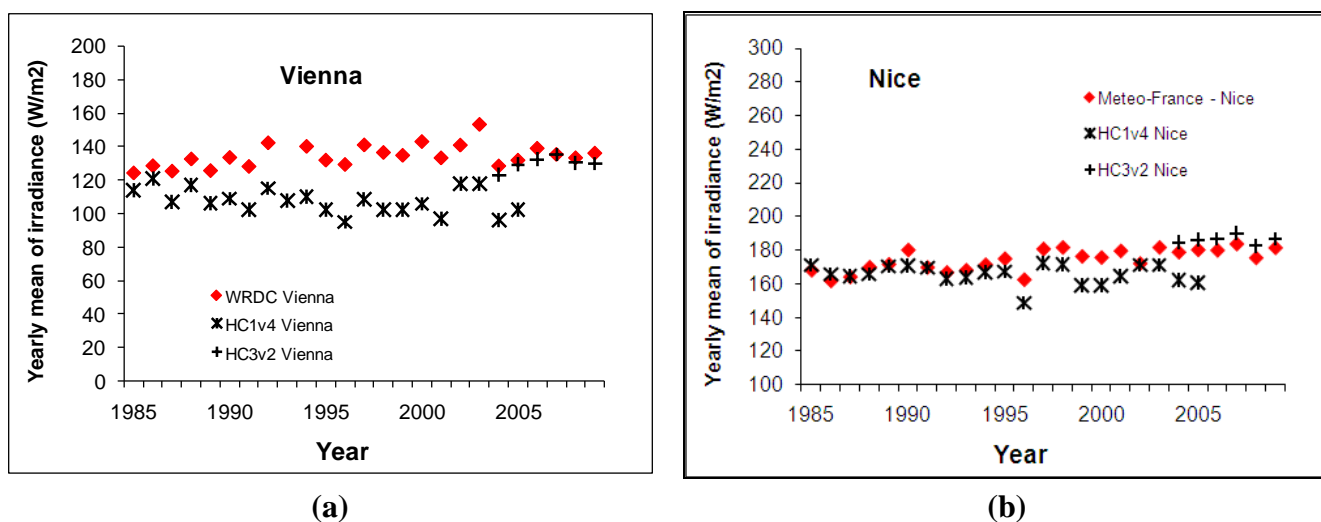 Vienna
Yearly mean of irradiance (W/m2)
200
180
160
140
120
100
80
60
40
20
0
WRDC Vienna
HC1v4 Vienna
HC3v2 Vienna
1985 1990 1995 2000 2005
Year
(a)
Nice
Yearly mean of irradiance (W/m2)
300
280
260
240
220
200
180
160
140
120
100
Meteo-France - Nice
HC1v4 Nice
HC3v2 Nice
1985 1990 1995 2000 2005
Year
(b)